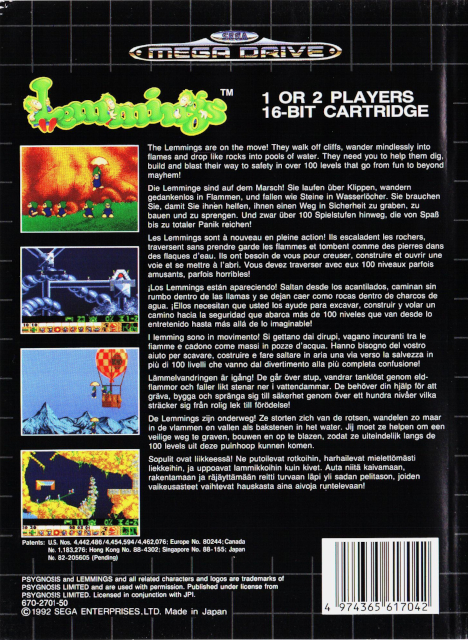 SEGA
MEGA DRIVE
Lemmings™
1 OR 2 PLAYERS
16-BIT CARTRIDGE
The Lemmings are on the move! They walk off cliffs, wander mindlessly into
flames and drop like rocks into pools of water. They need you to help them dig,
build and blast their way to safety in over 100 levels that go from fun to beyond
mayhem!
Die Lemminge sind auf dem Marsch! Sie laufen über Klippen, wandern
gedankenlos in Flammen, und fallen wie Steine in Wasserlöcher. Sie brauchen
Sie, damit Sie ihnen helfen, ihnen einen Weg in Sicherheit zu graben, zu
bauen und zu sprengen. Und zwar über 100 Spielstufen hinweg, die von Spaß
bis zu totaler Panik reichen!
Les Lemmings sont à nouveau en pleine action! Ils escaladent les rochers,
traversent sans prendre garde les flammes et tombent comme des pierres dans
des flaques d'eau. Ils ont besoin de vous pour creuser, construire et ouvrir une
voie et se mettre à l'abri. Vous devez traverser avec eux 100 niveaux parfois
amusants, parfois horribles!
¡Los Lemmings están apareciendo! Saltan desde los acantilados, caminan sin
rumbo dentro de las llamas y se dejan caer como rocas dentro de charcos de
agua. ¡Ellos necesitan que usted los ayude para excavar, construir y volar un
camino hacia la seguridad que abarca más de 100 niveles que van desde lo
entretenido hasta más allá de lo imaginable!
I lemming sono in movimento! Si gettano dai dirupi, vagano incuranti tra le
fiamme e cadono come massi in pozze d'acqua. Hanno bisogno del vostro
aiuto per scavare, costruire e fare saltare in aria una via verso la salvezza in
più di 100 livelli che vanno dal divertimento alla più completa confusione!
Lämmelvandringen är igång! De går över stup, vandrar tanklöst genom eld-
flammor och faller likt stenar ner i vattendammar. De behöver din hjälp för att
gräva, bygga och spränga sig till säkerhet genom över ett hundra nivåer vilka
sträcker sig från rolig lek till fördelse!
De Lemmings zijn onderweg! Ze storten zich van de rotsen, wandelen zo maar
in de vlammen en vallen als bakstenen in het water. Jij moet ze helpen om een
veilige weg te graven, bouwen en op te blazen, zodat ze uiteindelijk langs de
100 levels uit deze puinhoop kunnen komen.
Sopulit ovat liikkeessä! Ne putoilevat rotkoihin, harhailevat mielettömästi
liekkeihin, ja uppoavat lammikkoihin kuin kivet. Auta niitä kaivamaan,
rakentamaan ja räjäyttämään reitti turvaan läpi yli sadan pelitason, joiden
vaikeusasteet vaihtevat hauskasta aina aivoja runtelevaan!
Patents: U.S. Nos. 4,442,486/4,454,594/4,462,076; Europe No. 80244; Canada
No. 1,183,276; Hong Kong No. 88-4302; Singapore No. 88-155; Japan
No. 82-205605 (Pending)
PSYGNOSIS and LEMMINGS and all related characters and logos are trademarks of
PSYGNOSIS LIMITED and are used with permission. Published under license from
PSYGNOSIS LIMITED. Licensed in conjunction with JPI.
670-2701-50
©1992 SEGA ENTERPRISES,LTD. Made in Japan
4 974365 617042